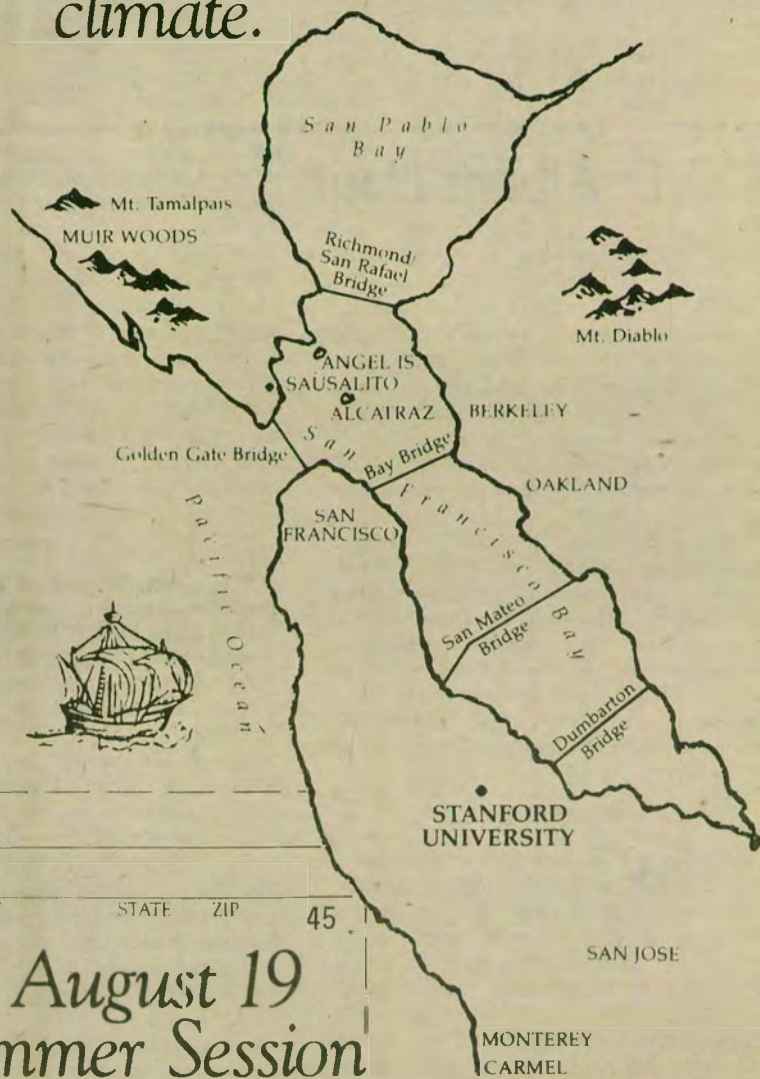 climate.
San Pablo
Bay
Mt. Tamalpais
MUIR WOODS
Richmond/
San Rafael
Bridge
Mt. Diablo
ANGEL IS
SAUSALITO
ALCATRAZ
BERKELEY
Golden Gate Bridge
San Francisco Bay
Bay Bridge
OAKLAND
SAN
FRANCISCO
Pacific Ocean
San Mateo
Bridge
Dumbarton
Bridge
STANFORD
UNIVERSITY
STATE ZIP 45
SAN JOSE
August 19
mmer Session
MONTEREY
CARMEL